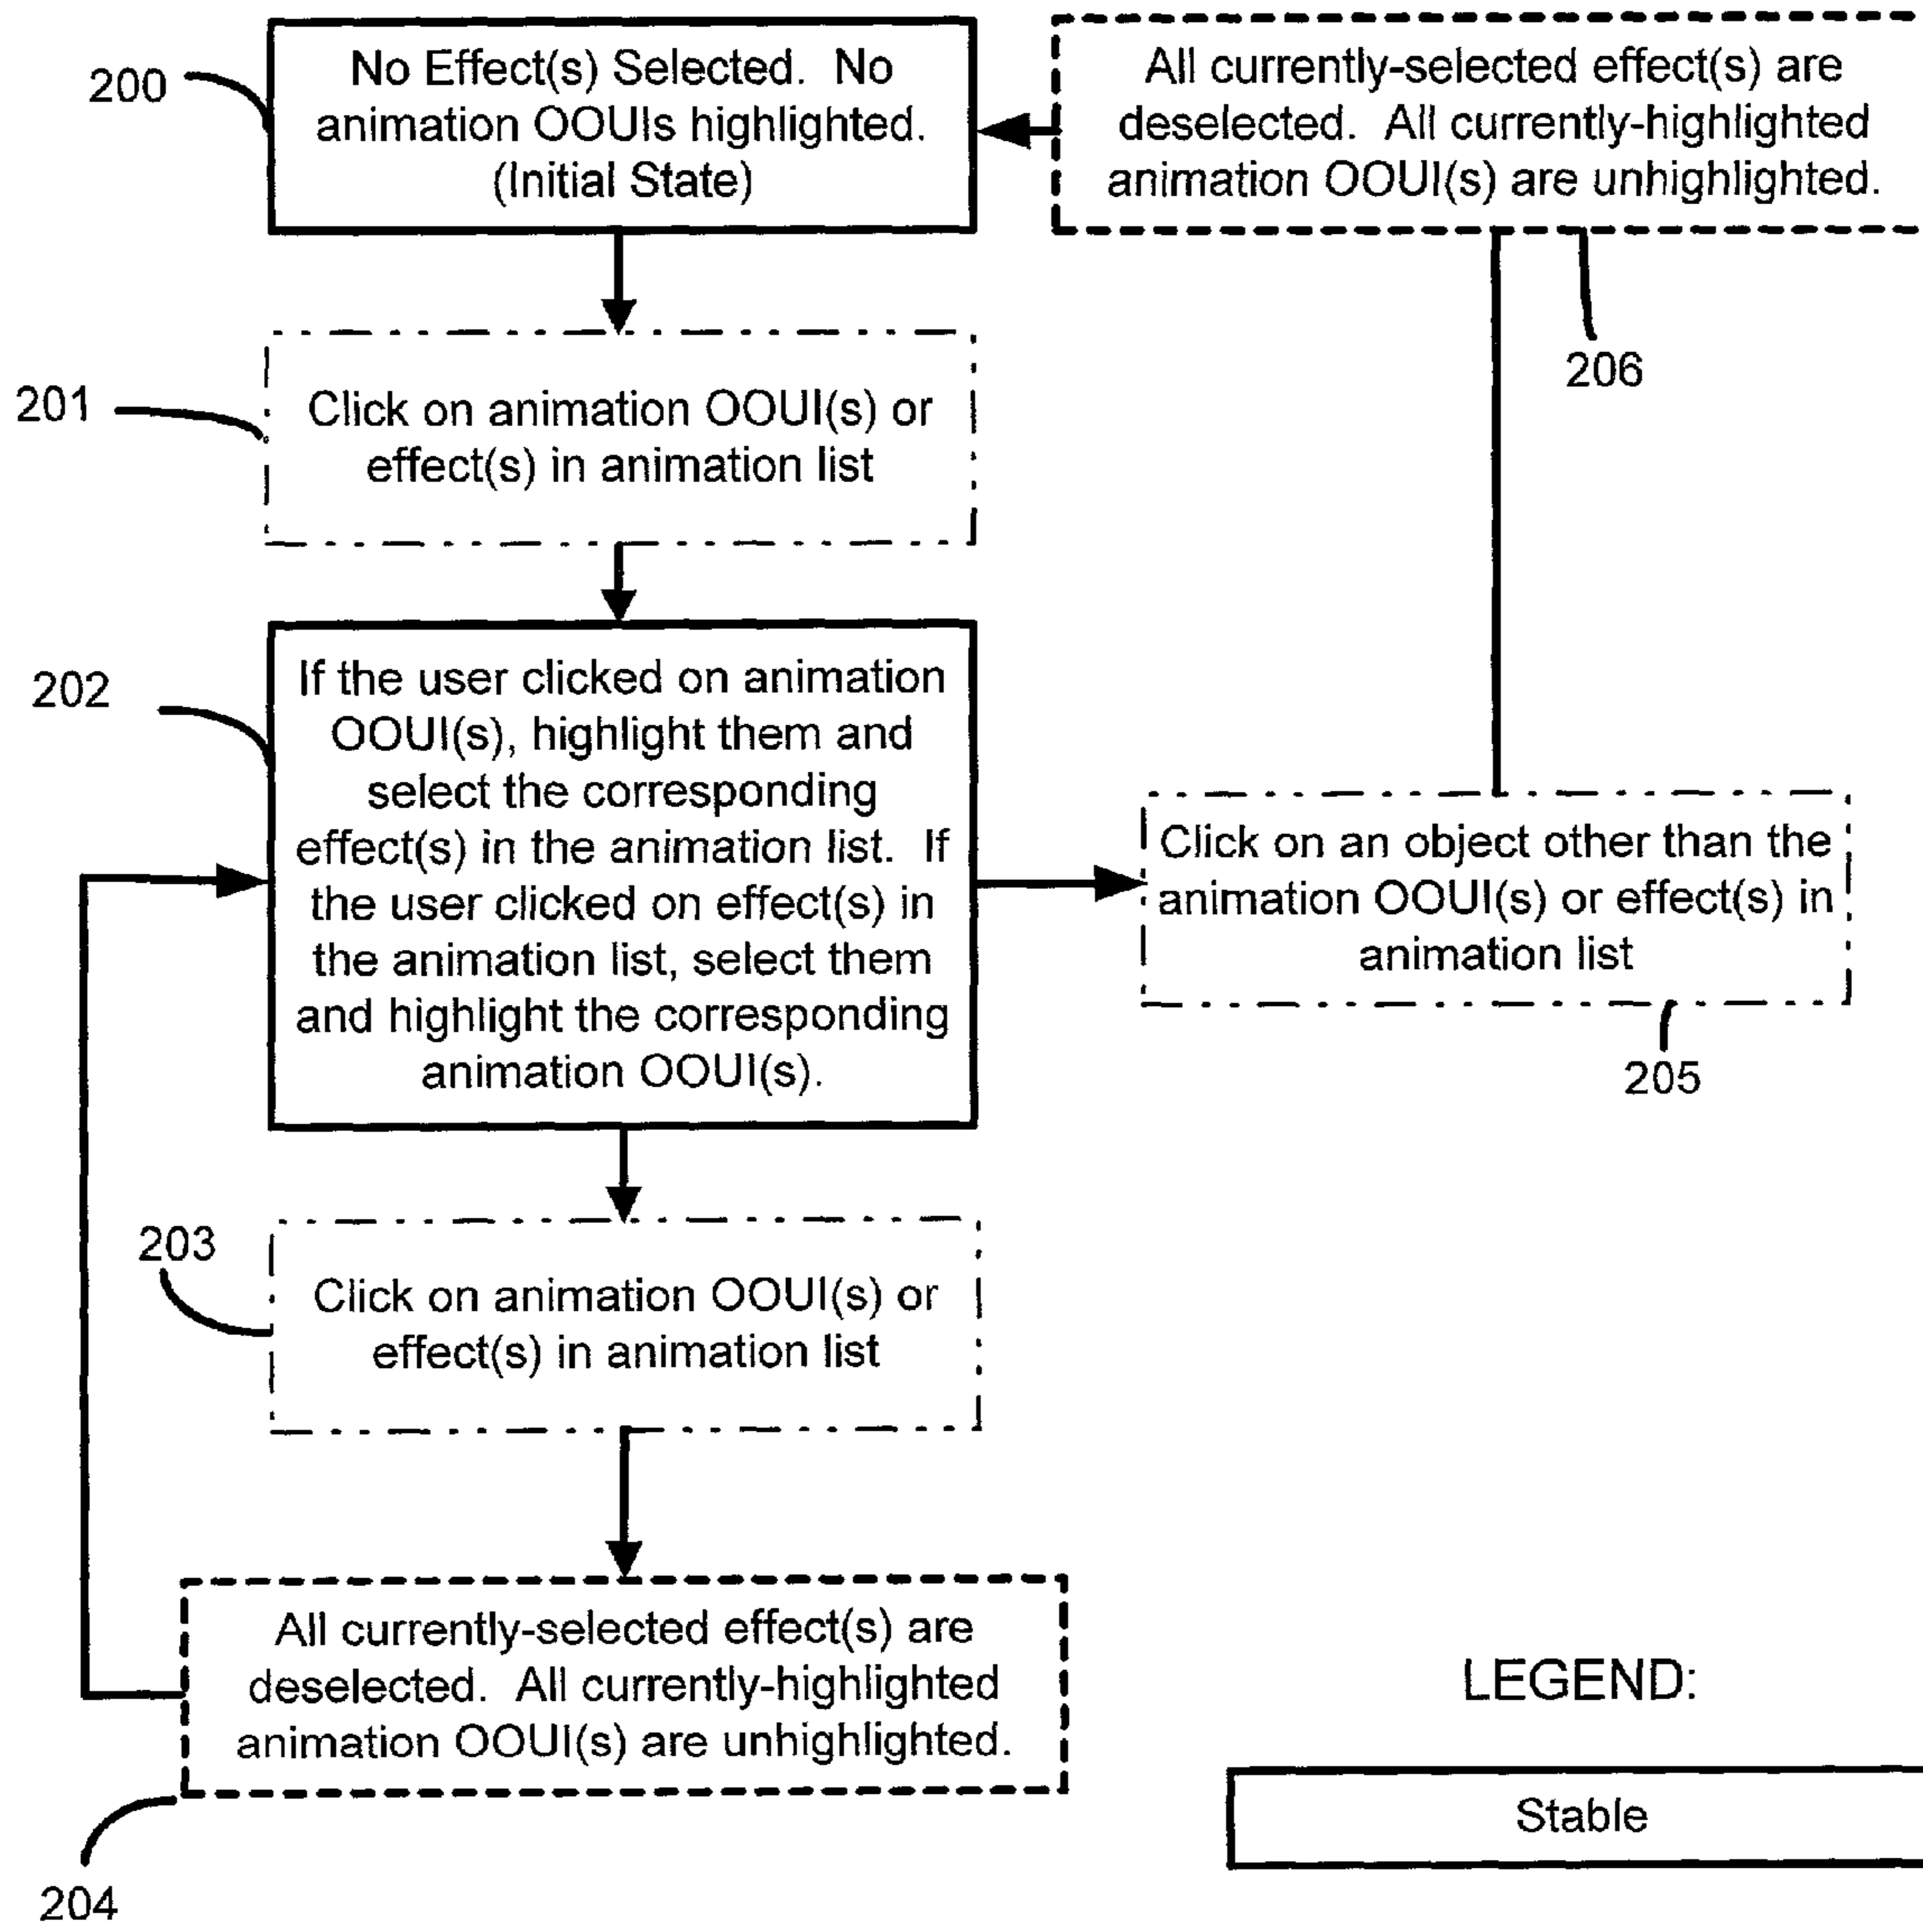 200
No Effect(s) Selected. No
animation OOUIs highlighted.
(Initial State)
All currently-selected effect(s) are
deselected. All currently-highlighted
animation OOUI(s) are unhighlighted.
206
201
Click on animation OOUI(s) or
effect(s) in animation list
202
If the user clicked on animation
OOUI(s), highlight them and
select the corresponding
effect(s) in the animation list. If
the user clicked on effect(s) in
the animation list, select them
and highlight the corresponding
animation OOUI(s).
Click on an object other than the
animation OOUI(s) or effect(s) in
animation list
205
203
Click on animation OOUI(s) or
effect(s) in animation list
All currently-selected effect(s) are
deselected. All currently-highlighted
animation OOUI(s) are unhighlighted.
204
LEGEND:
Stable